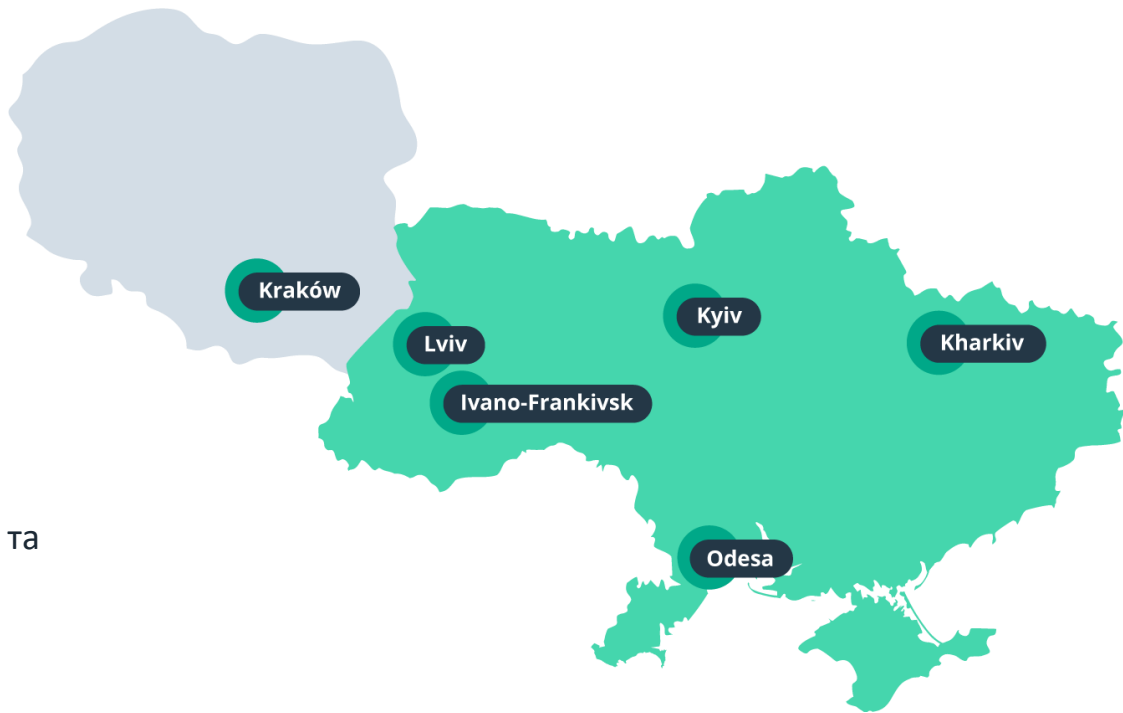 Kraków
Kyiv
Lviv
Kharkiv
Ivano-Frankivsk
та
Odesa